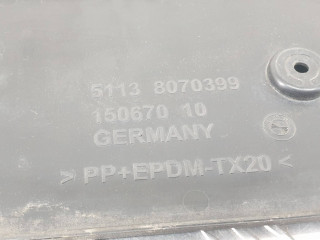 5113 8070399
150670 10
GERMANY
> PP+EPDM-TX20 <